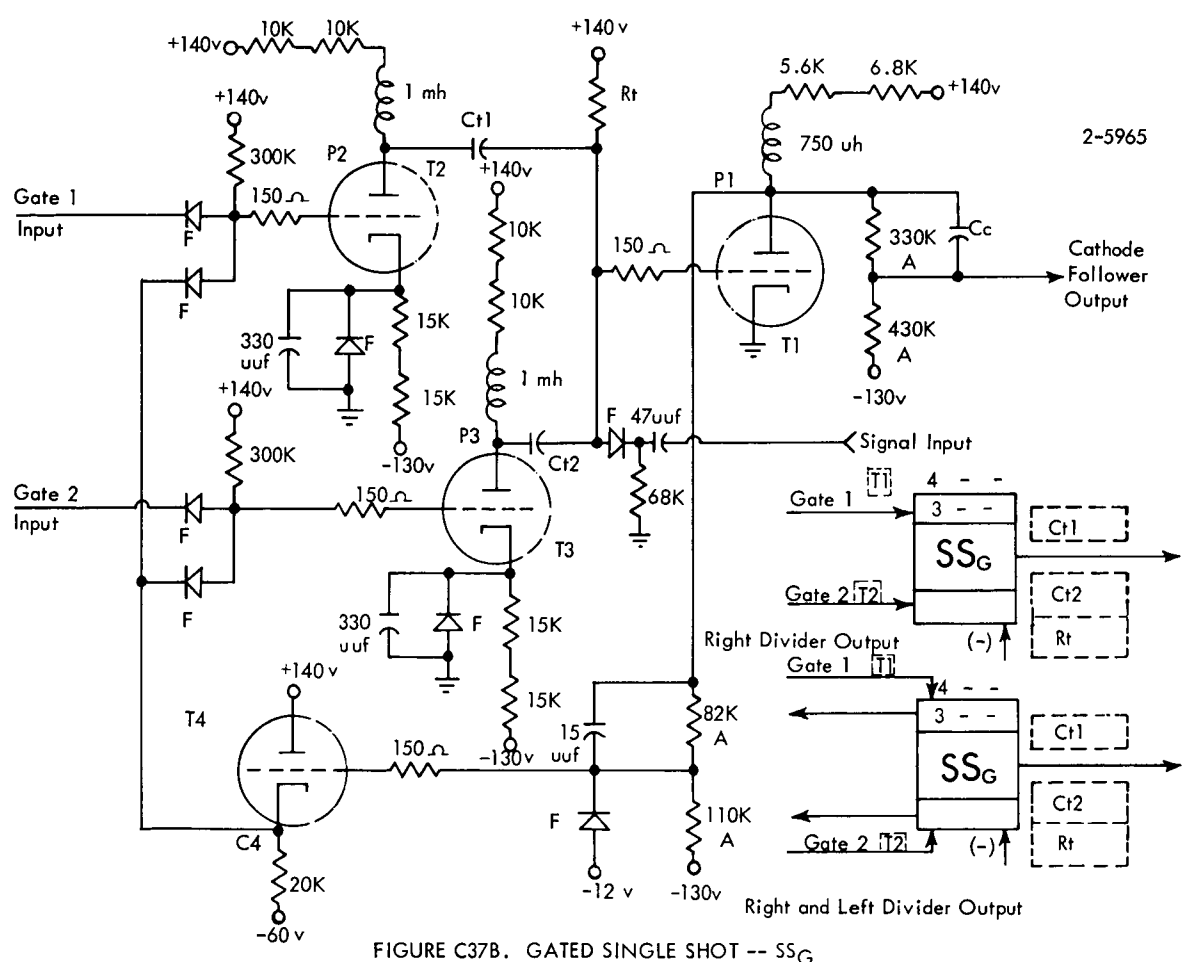 10K 10K
+140v
1 mh
+140v
300K
P2
T2
Ct1
Gate 1
Input
F
150Ω
F
330
uuf
F
15K
15K
-130v
+140v
10K
10K
1 mh
+140v
Rt
150Ω
5.6K 6.8K
+140v
750 uh
2-5965
P1
T1
330K
A
Cc
Cathode
Follower
Output
430K
A
-130v
+140v
300K
Gate 2
Input
F
150Ω
F
P3
T3
Ct2
F 47uuf
Signal Input
68K
330
uuf
F
15K
15K
-130v
+140v
T4
150Ω
C4
20K
-60v
15
uuf
82K
A
F
-12 v
110K
A
-130v
Gate 1
T1
4 - -
3 - -
SSG
Gate 2 T2
(-)
Ct1
Ct2
Rt
Right Divider Output
Gate 1 T1
4 - -
3 - -
SSG
Gate 2 T2
(-)
Ct1
Ct2
Rt
Right and Left Divider Output
FIGURE C37B. GATED SINGLE SHOT -- SSG